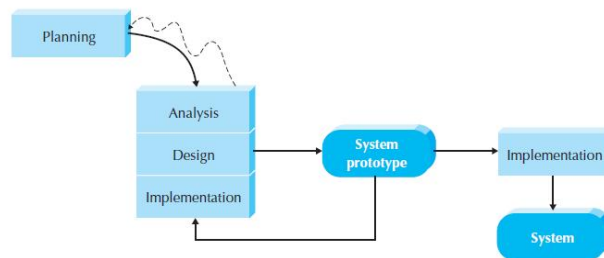 Planning
Analysis
Design
Implementation
System
prototype
Implementation
System